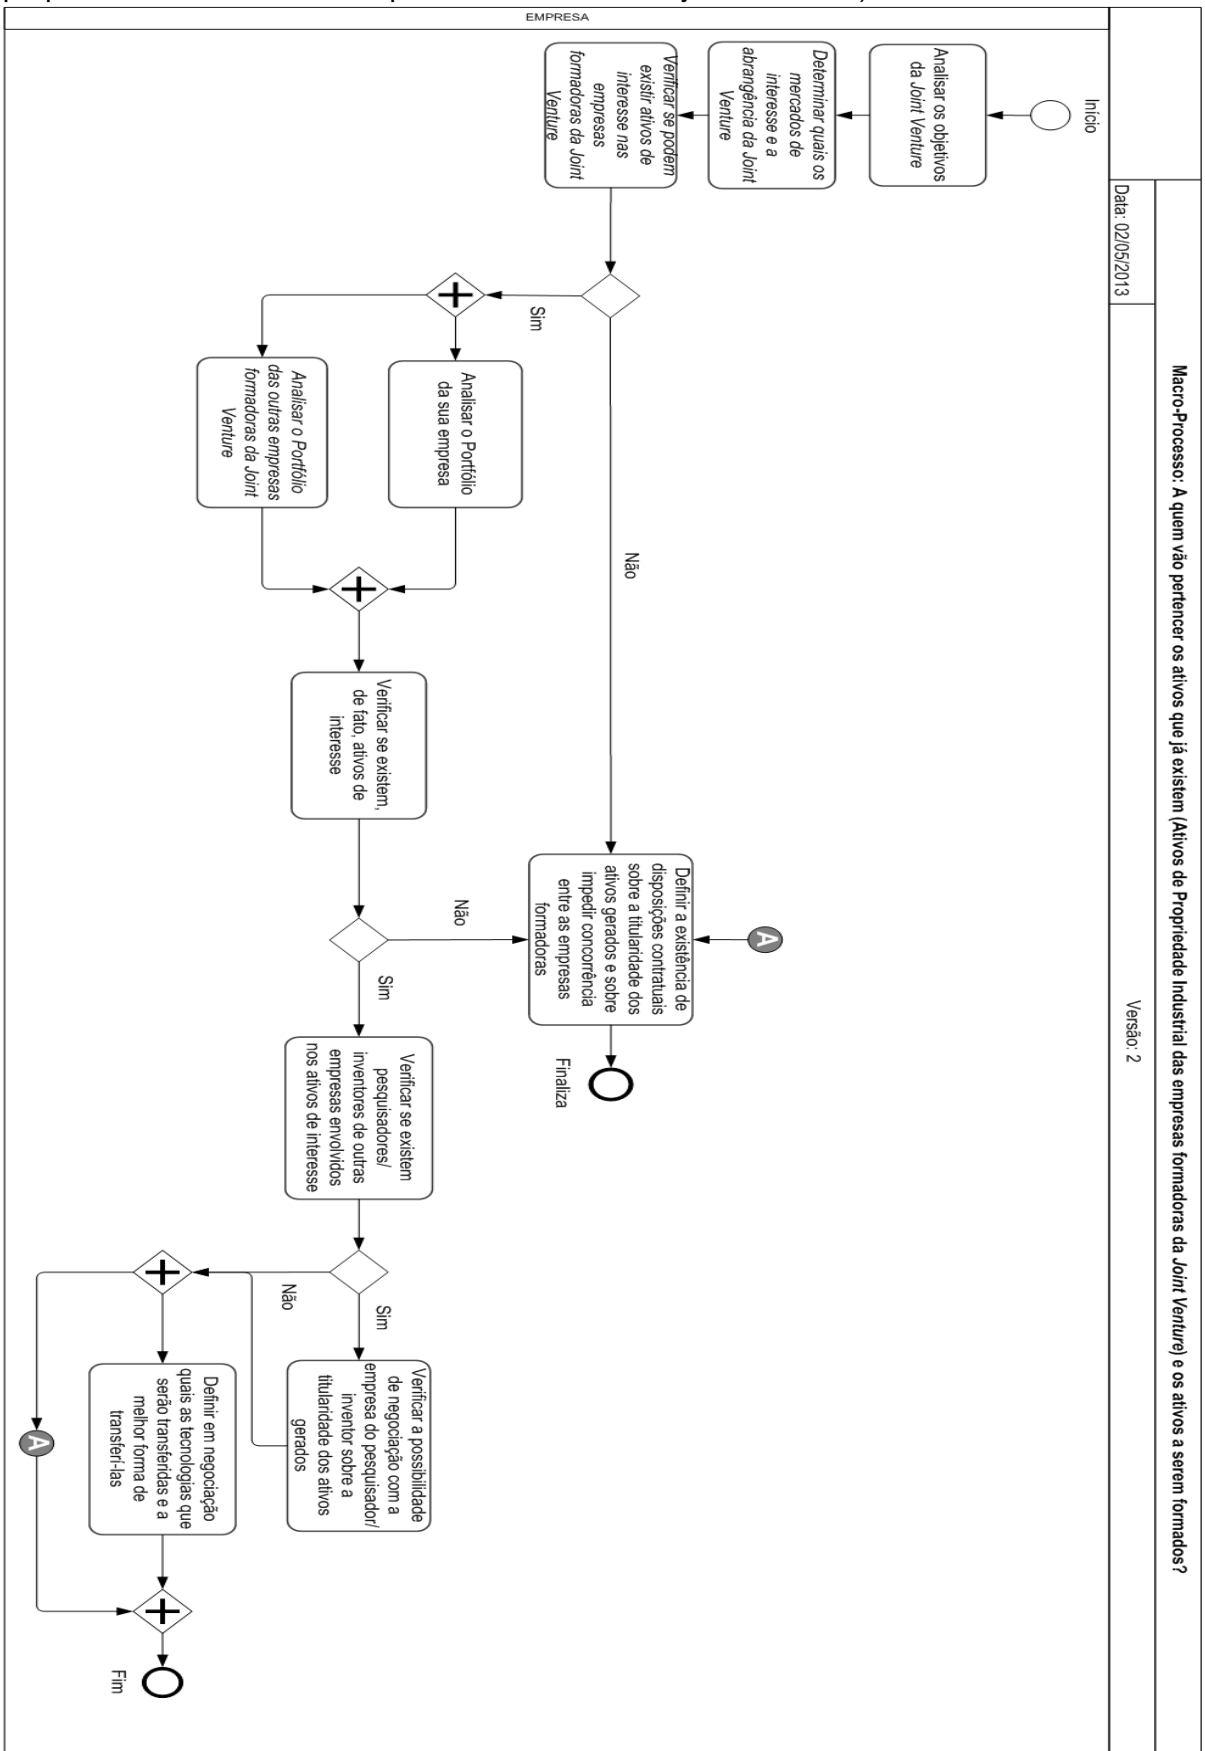 EMPRESA
Macro-Processo: A quem vão pertencer os ativos que já existem (Ativos de Propriedade Industrial das empresas formadoras da Joint Venture) e os ativos a serem formados?
Data: 02/05/2013
Versão: 2
Início
Analisar os objetivos
da Joint Venture
Determinar quais os
mercados de
interesse e a
abrangência da Joint
Venture
Verificar se podem
existir ativos de
interesse nas
empresas
formadoras da Joint
Venture
Sim
Não
Analisar o Portfólio
da sua empresa
Analisar o Portfólio
das outras empresas
formadoras da Joint
Venture
Verificar se existem,
de fato, ativos de
interesse
Não
Sim
A
Definir a existência de
disposições contratuais
sobre a titularidade dos
ativos gerados e sobre
impedir concorrência
entre as empresas
formadoras
Finaliza
Verificar se existem
pesquisadores/
inventores de outras
empresas envolvidos
nos ativos de interesse
Não
Sim
Verificar a possibilidade
de negociação com a
empresa do pesquisador/
inventor sobre a
titularidade dos ativos
gerados
Definir em negociação
quais as tecnologias que
serão transferidas e a
melhor forma de
transferí-las
A
Fim